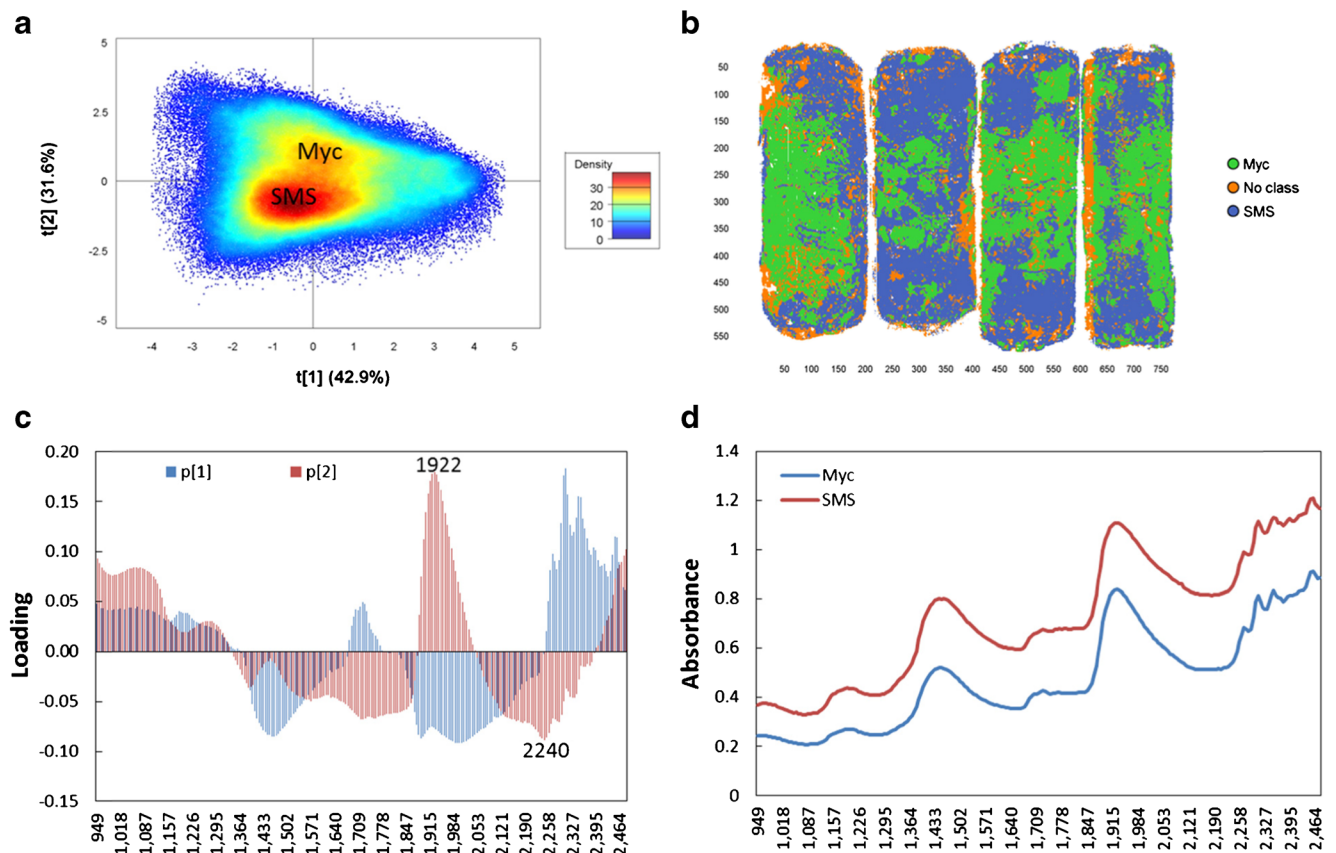 a
5
2.5
0
-2.5
-5
t[2] (31.6%)
Myc
SMS
-4 -3 -2 -1 0 1 2 3 4 5
t[1] (42.9%)
Density
30
20
10
0
b
50
100
150
200
250
300
350
400
450
500
550
50 100 150 200 250 300 350 400 450 500 550 600 650 700 750
Myc
No class
SMS
c
0.20
0.15
0.10
0.05
0.00
-0.05
-0.10
-0.15
Loading
p[1] p[2]
1922
2240
949 1,018 1,087 1,157 1,226 1,295 1,364 1,433 1,502 1,571 1,640 1,709 1,778 1,847 1,915 1,984 2,053 2,121 2,190 2,258 2,327 2,395 2,464
d
1.4
1.2
1
0.8
0.6
0.4
0.2
0
Absorbance
Myc
SMS
949 1,018 1,087 1,157 1,226 1,295 1,364 1,433 1,502 1,571 1,640 1,709 1,778 1,847 1,915 1,984 2,053 2,121 2,190 2,258 2,327 2,395 2,464